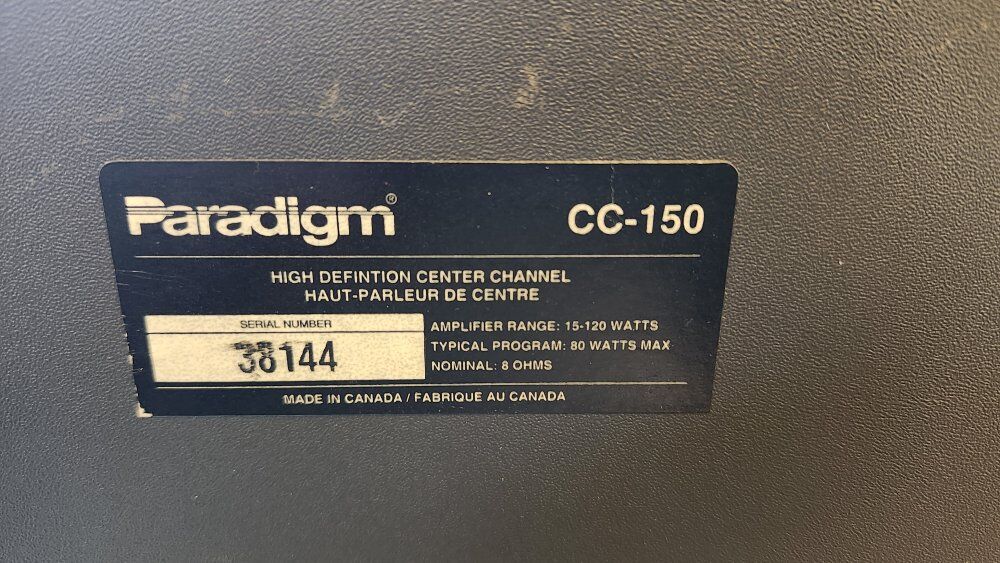 Paradigm®
CC-150
HIGH DEFINTION CENTER CHANNEL
HAUT-PARLEUR DE CENTRE
SERIAL NUMBER
38144
AMPLIFIER RANGE: 15-120 WATTS
TYPICAL PROGRAM: 80 WATTS MAX
NOMINAL: 8 OHMS
MADE IN CANADA / FABRIQUE AU CANADA